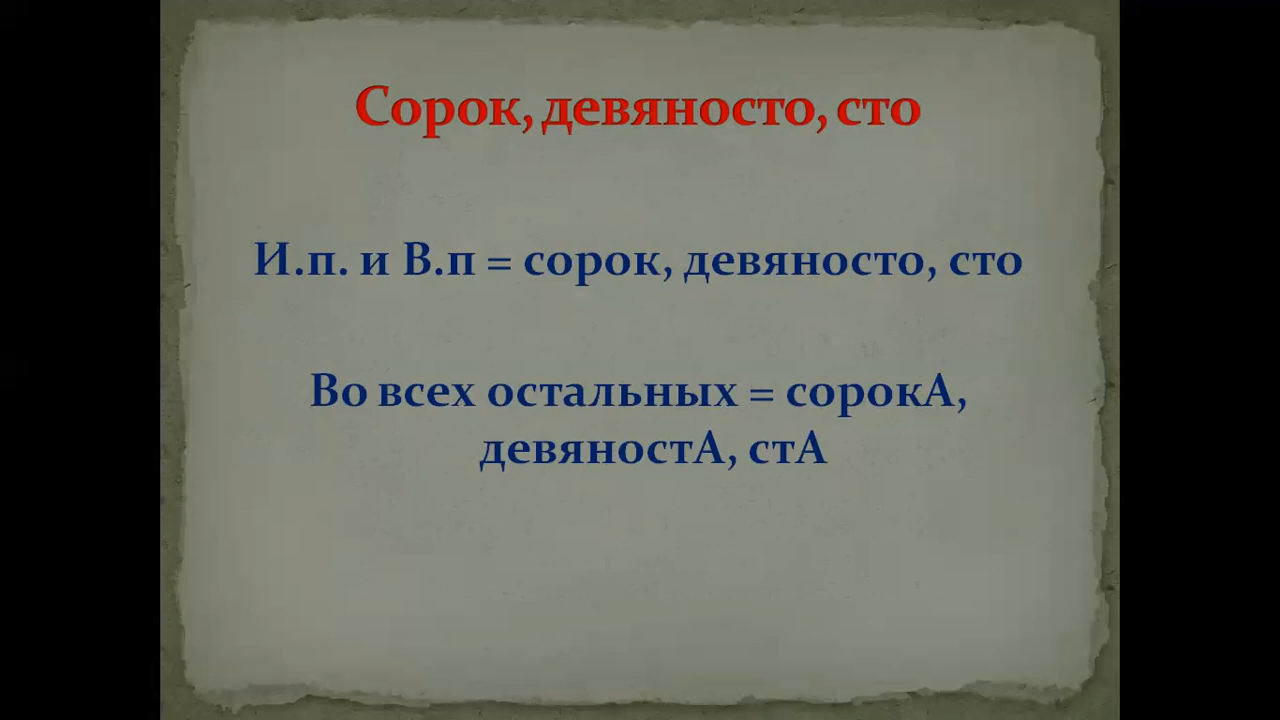 Сорок, девяносто, сто
И.п. и В.п = сорок, девяносто, сто
Во всех остальных = сорокА,
девяностА, стА